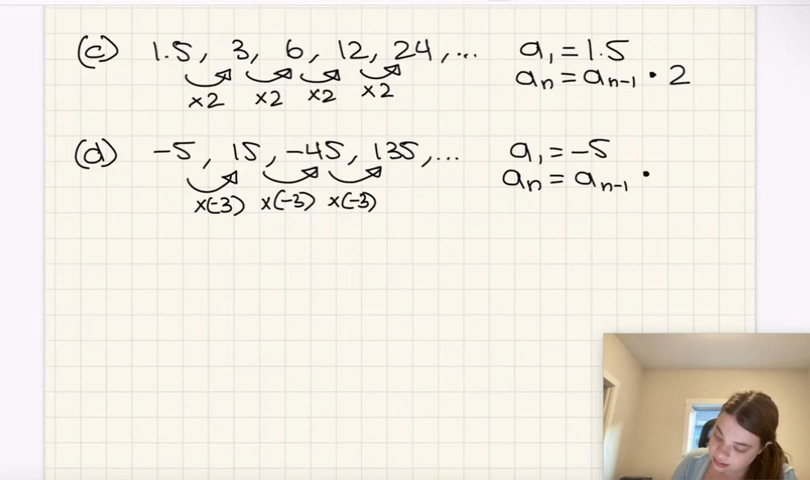 (c) 1.5, 3, 6, 12, 24, ... a₁ = 1.5
×2 ×2 ×2 ×2 aₙ = aₙ₋₁ • 2
(d) -5, 15, -45, 135, ... a₁ = -5
×(-3) ×(-3) ×(-3) aₙ = aₙ₋₁ •